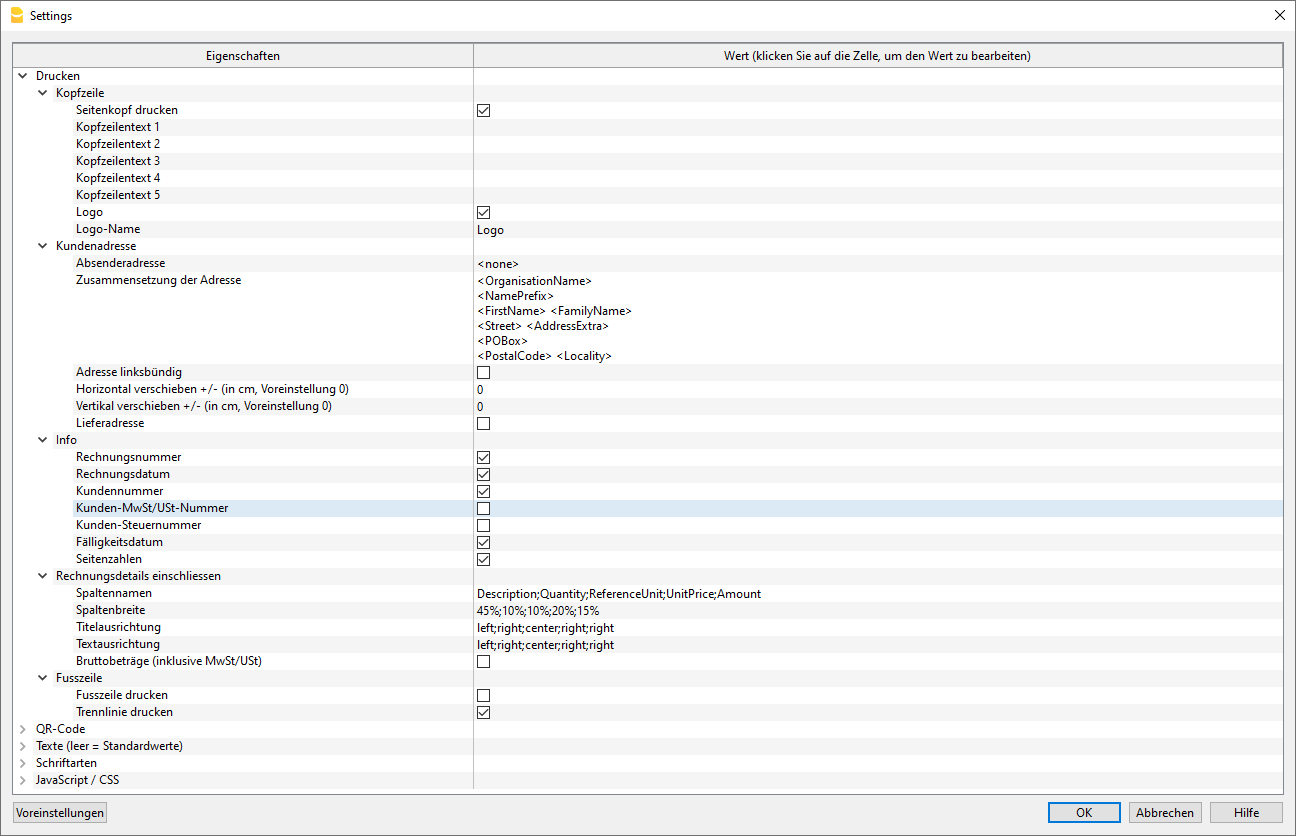 Settings
Eigenschaften
Wert (klicken Sie auf die Zelle, um den Wert zu bearbeiten)
Drucken
Kopfzeile
Seitenkopf drucken
Kopfzeilentext 1
Kopfzeilentext 2
Kopfzeilentext 3
Kopfzeilentext 4
Kopfzeilentext 5
Logo
Logo-Name Logo
Kundenadresse
Absenderadresse <none>
Zusammensetzung der Adresse <OrganisationName>
<NamePrefix>
<FirstName> <FamilyName>
<Street> <AddressExtra>
<POBox>
<PostalCode> <Locality>
Adresse linksbündig
Horizontal verschieben +/- (in cm, Voreinstellung 0) 0
Vertikal verschieben +/- (in cm, Voreinstellung 0) 0
Lieferadresse
Info
Rechnungsnummer
Rechnungsdatum
Kundennummer
Kunden-MwSt/USt-Nummer
Kunden-Steuernummer
Fälligkeitsdatum
Seitenzahlen
Rechnungsdetails einschliessen
Spaltennamen Description;Quantity;ReferenceUnit;UnitPrice;Amount
Spaltenbreite 45%;10%;10%;20%;15%
Titelausrichtung left;right;center;right;right
Textausrichtung left;right;center;right;right
Bruttobeträge (inklusive MwSt/USt)
Fusszeile
Fusszeile drucken
Trennlinie drucken
QR-Code
Texte (leer = Standardwerte)
Schriftarten
JavaScript / CSS
Voreinstellungen
OK
Abbrechen
Hilfe